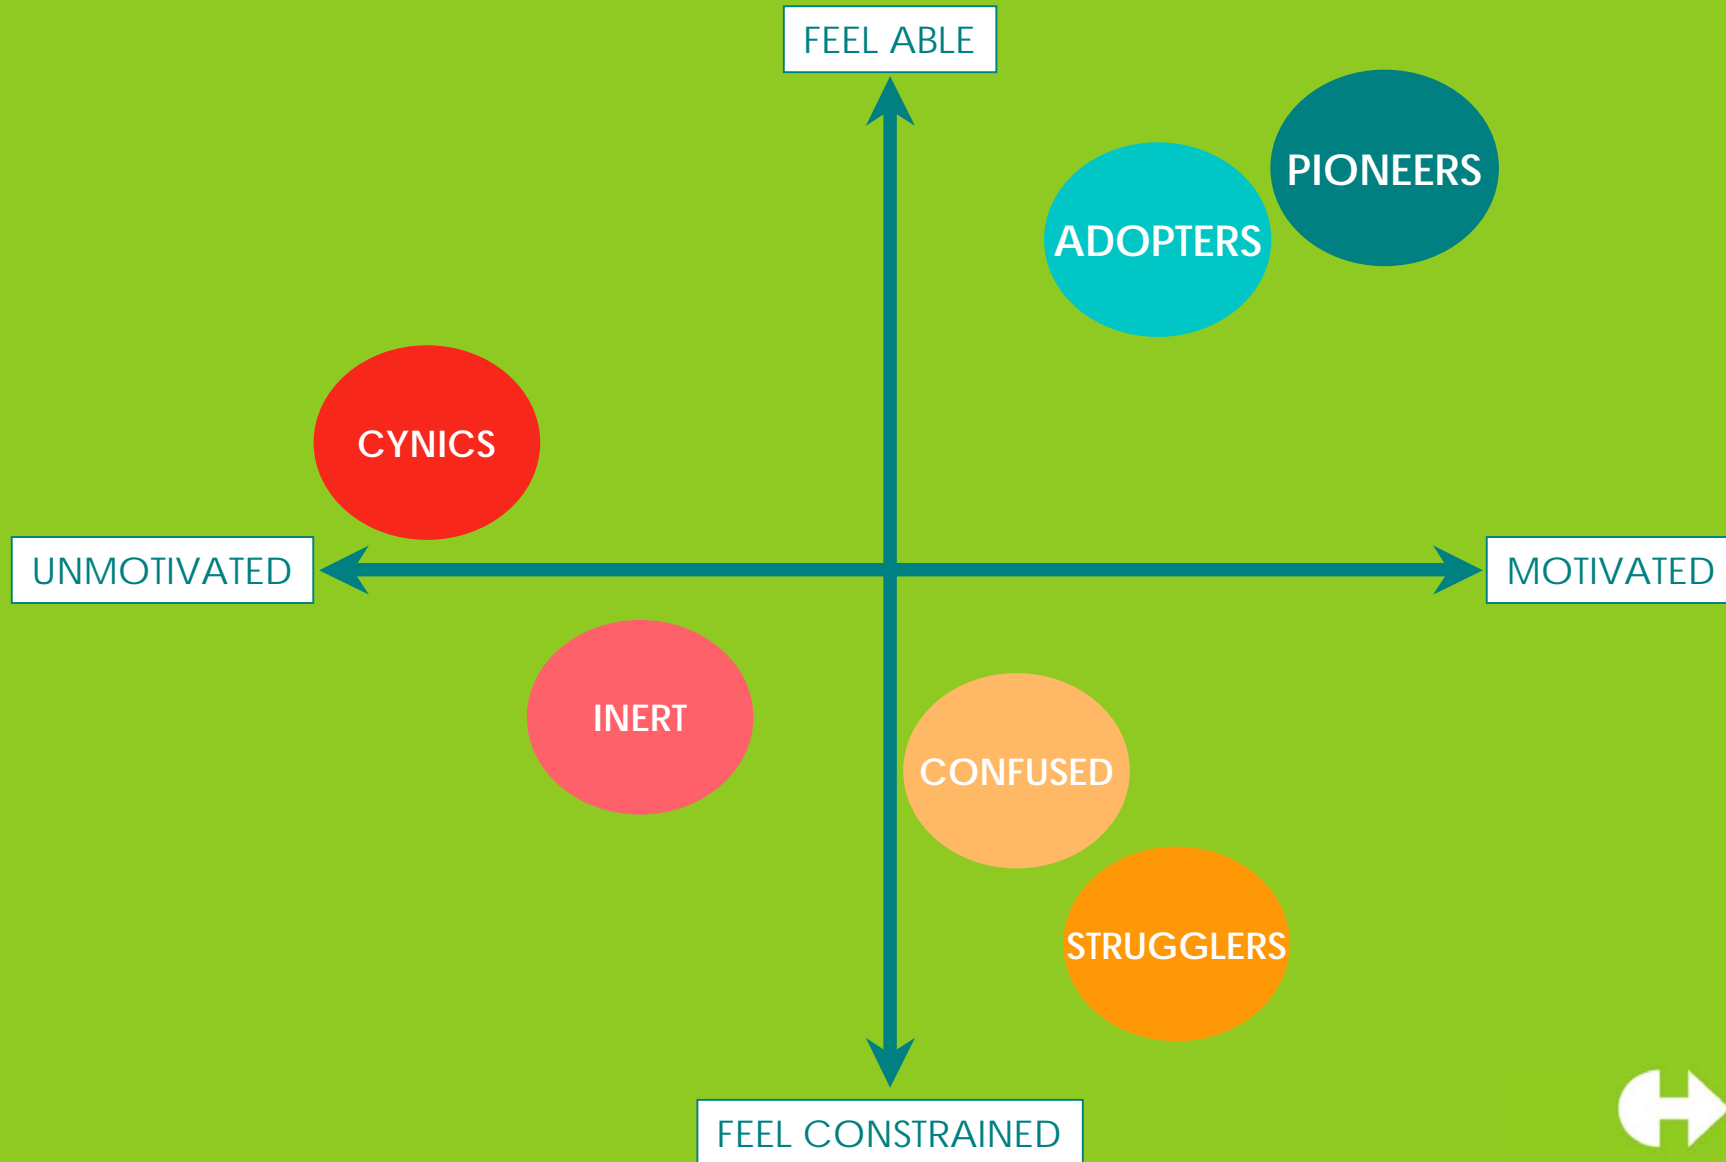 FEEL ABLE
PIONEERS
ADOPTERS
CYNICS
UNMOTIVATED
MOTIVATED
INERT
CONFUSED
STRUGGLERS
FEEL CONSTRAINED